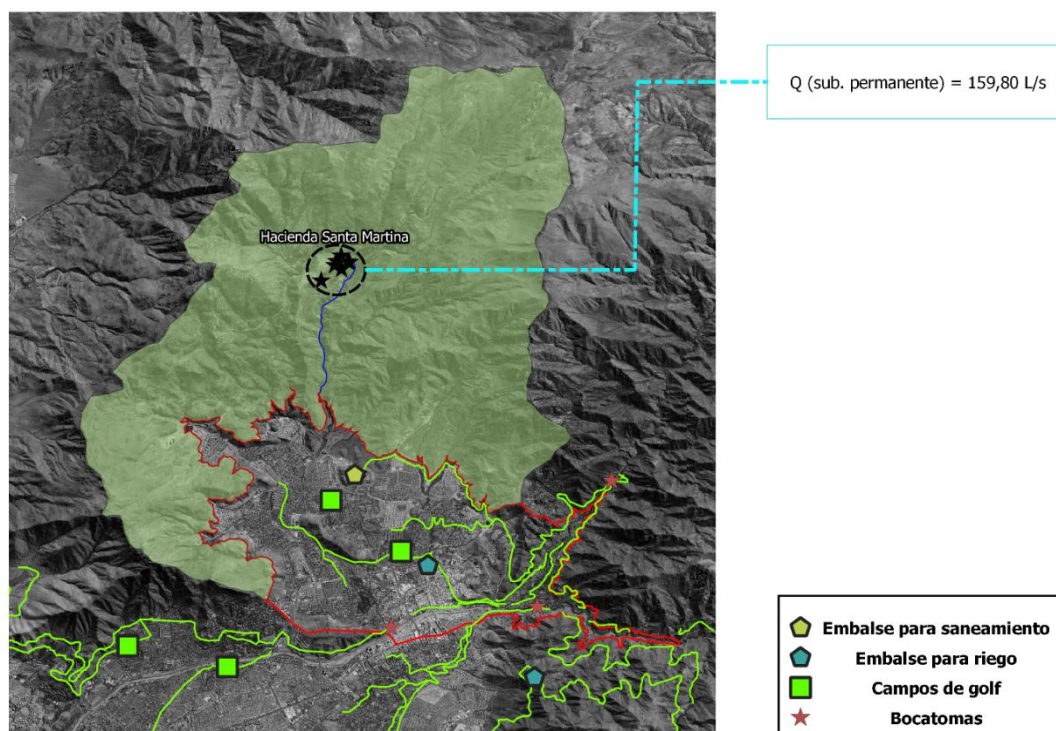 Q (sub. permanente) = 159,80 L/s
Hacienda Santa Martina
Embalse para saneamiento
Embalse para riego
Campos de golf
Bocatomas